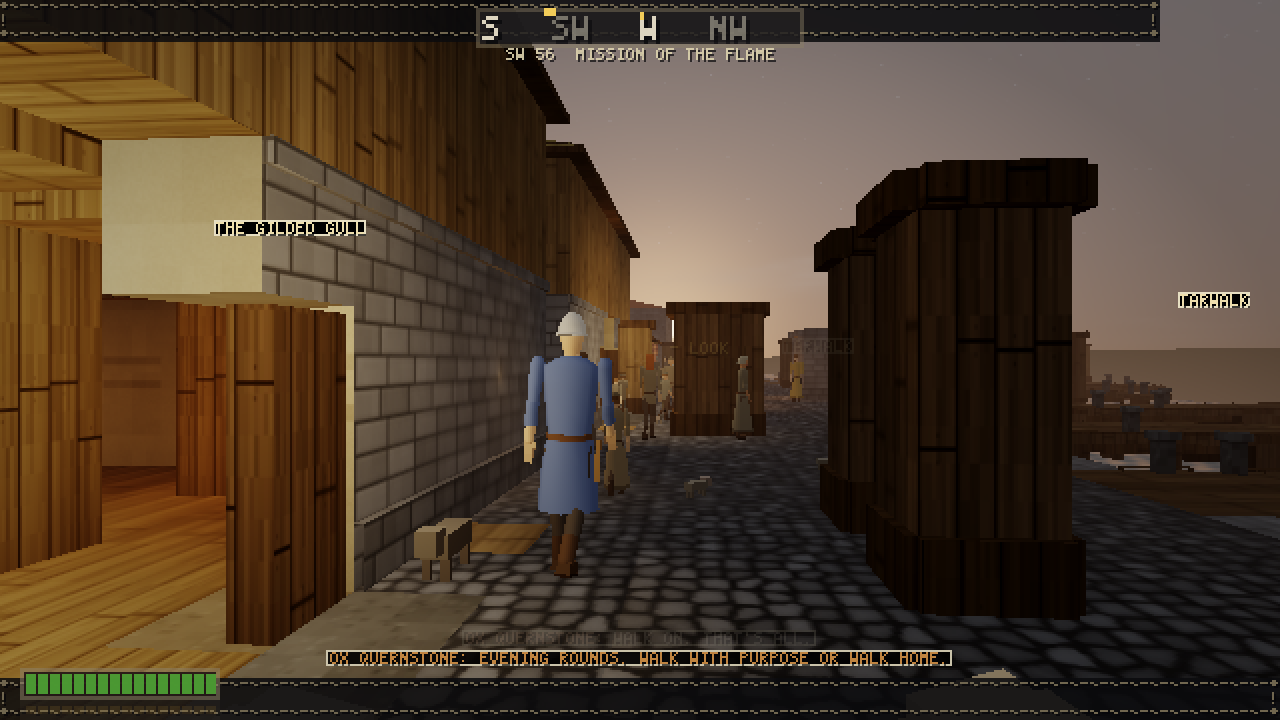 S SW W NW
SW 56 MISSION OF THE FLAME
THE GILDED GULL
TARWALK
LOOK
TARWALK
OX QUERNSTONE: WALK ON. THAT'S ALL.
OX QUERNSTONE: EVENING ROUNDS. WALK WITH PURPOSE OR WALK HOME.